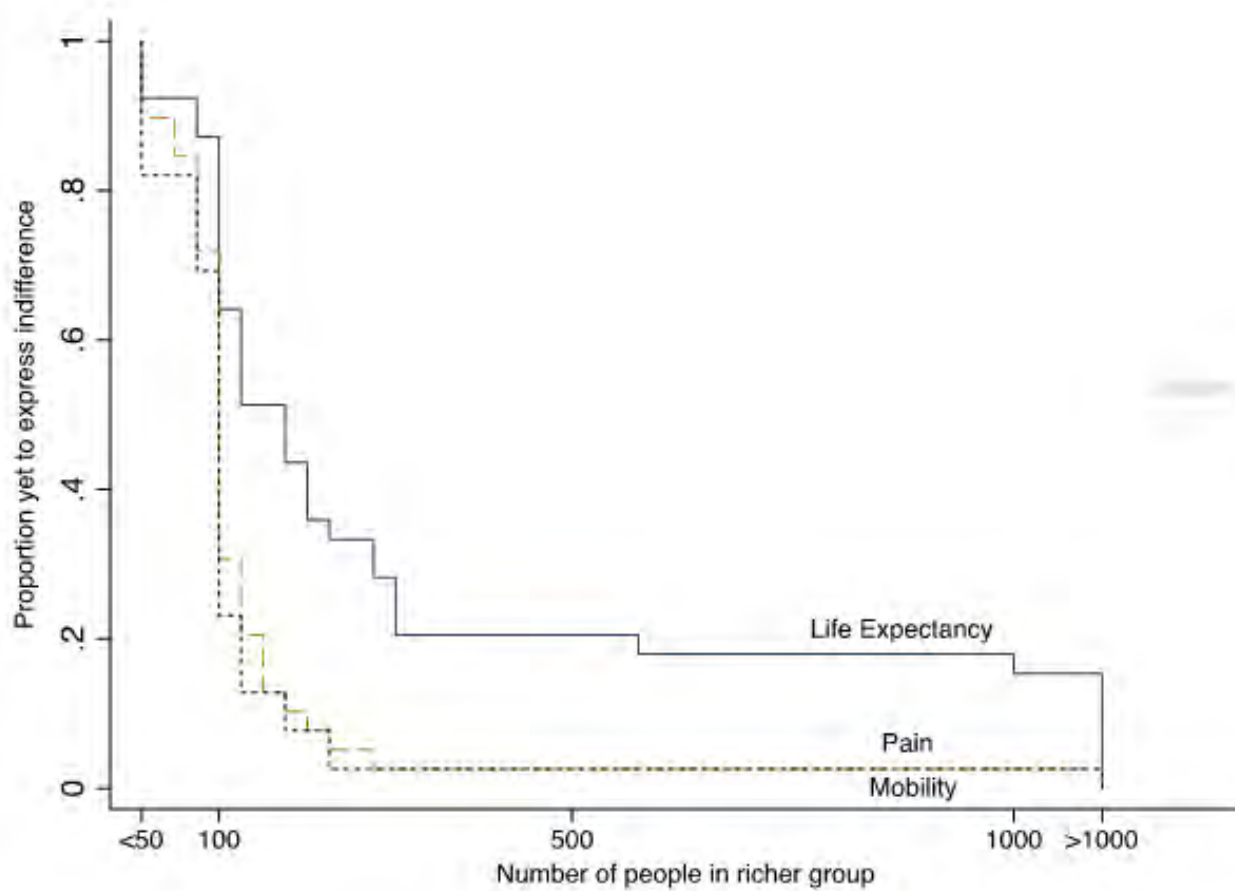 Proportion yet to express indifference
1
.8
.6
.4
.2
0
Life Expectancy
Pain
Mobility
<50 100 500 1000 >1000
Number of people in richer group